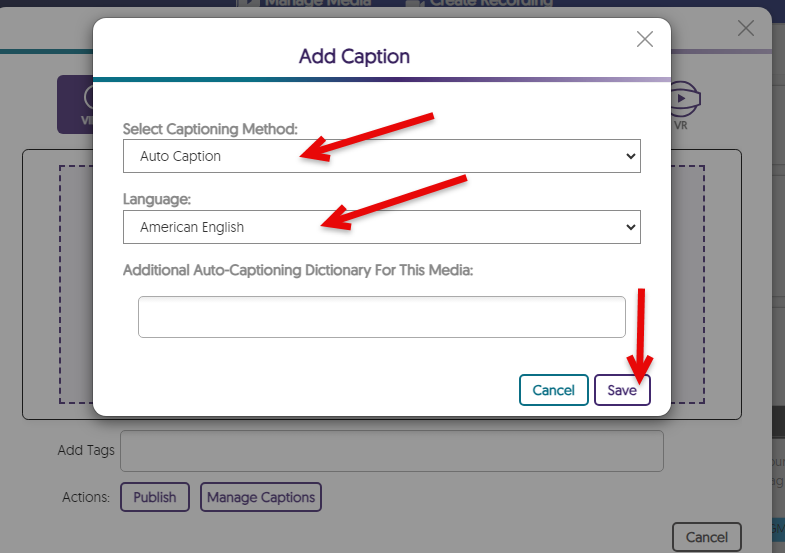 Manage Media Create Recording
Add Caption
VR
Select Captioning Method:
Auto Caption
Language:
American English
Additional Auto-Captioning Dictionary For This Media:
Cancel Save
Add Tags
Actions: Publish Manage Captions
Cancel